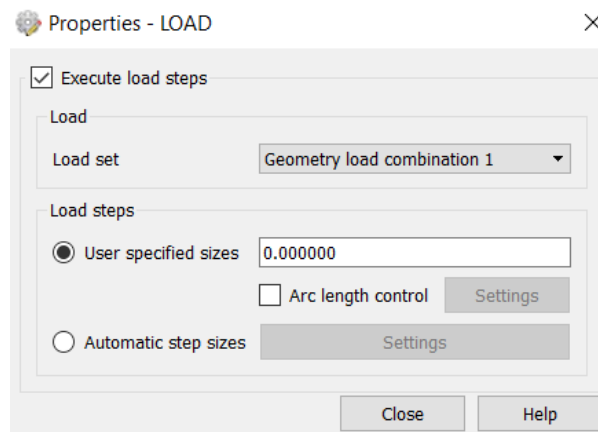 Properties - LOAD
Execute load steps
Load
Load set Geometry load combination 1
Load steps
User specified sizes 0.000000
Arc length control Settings
Automatic step sizes Settings
Close Help